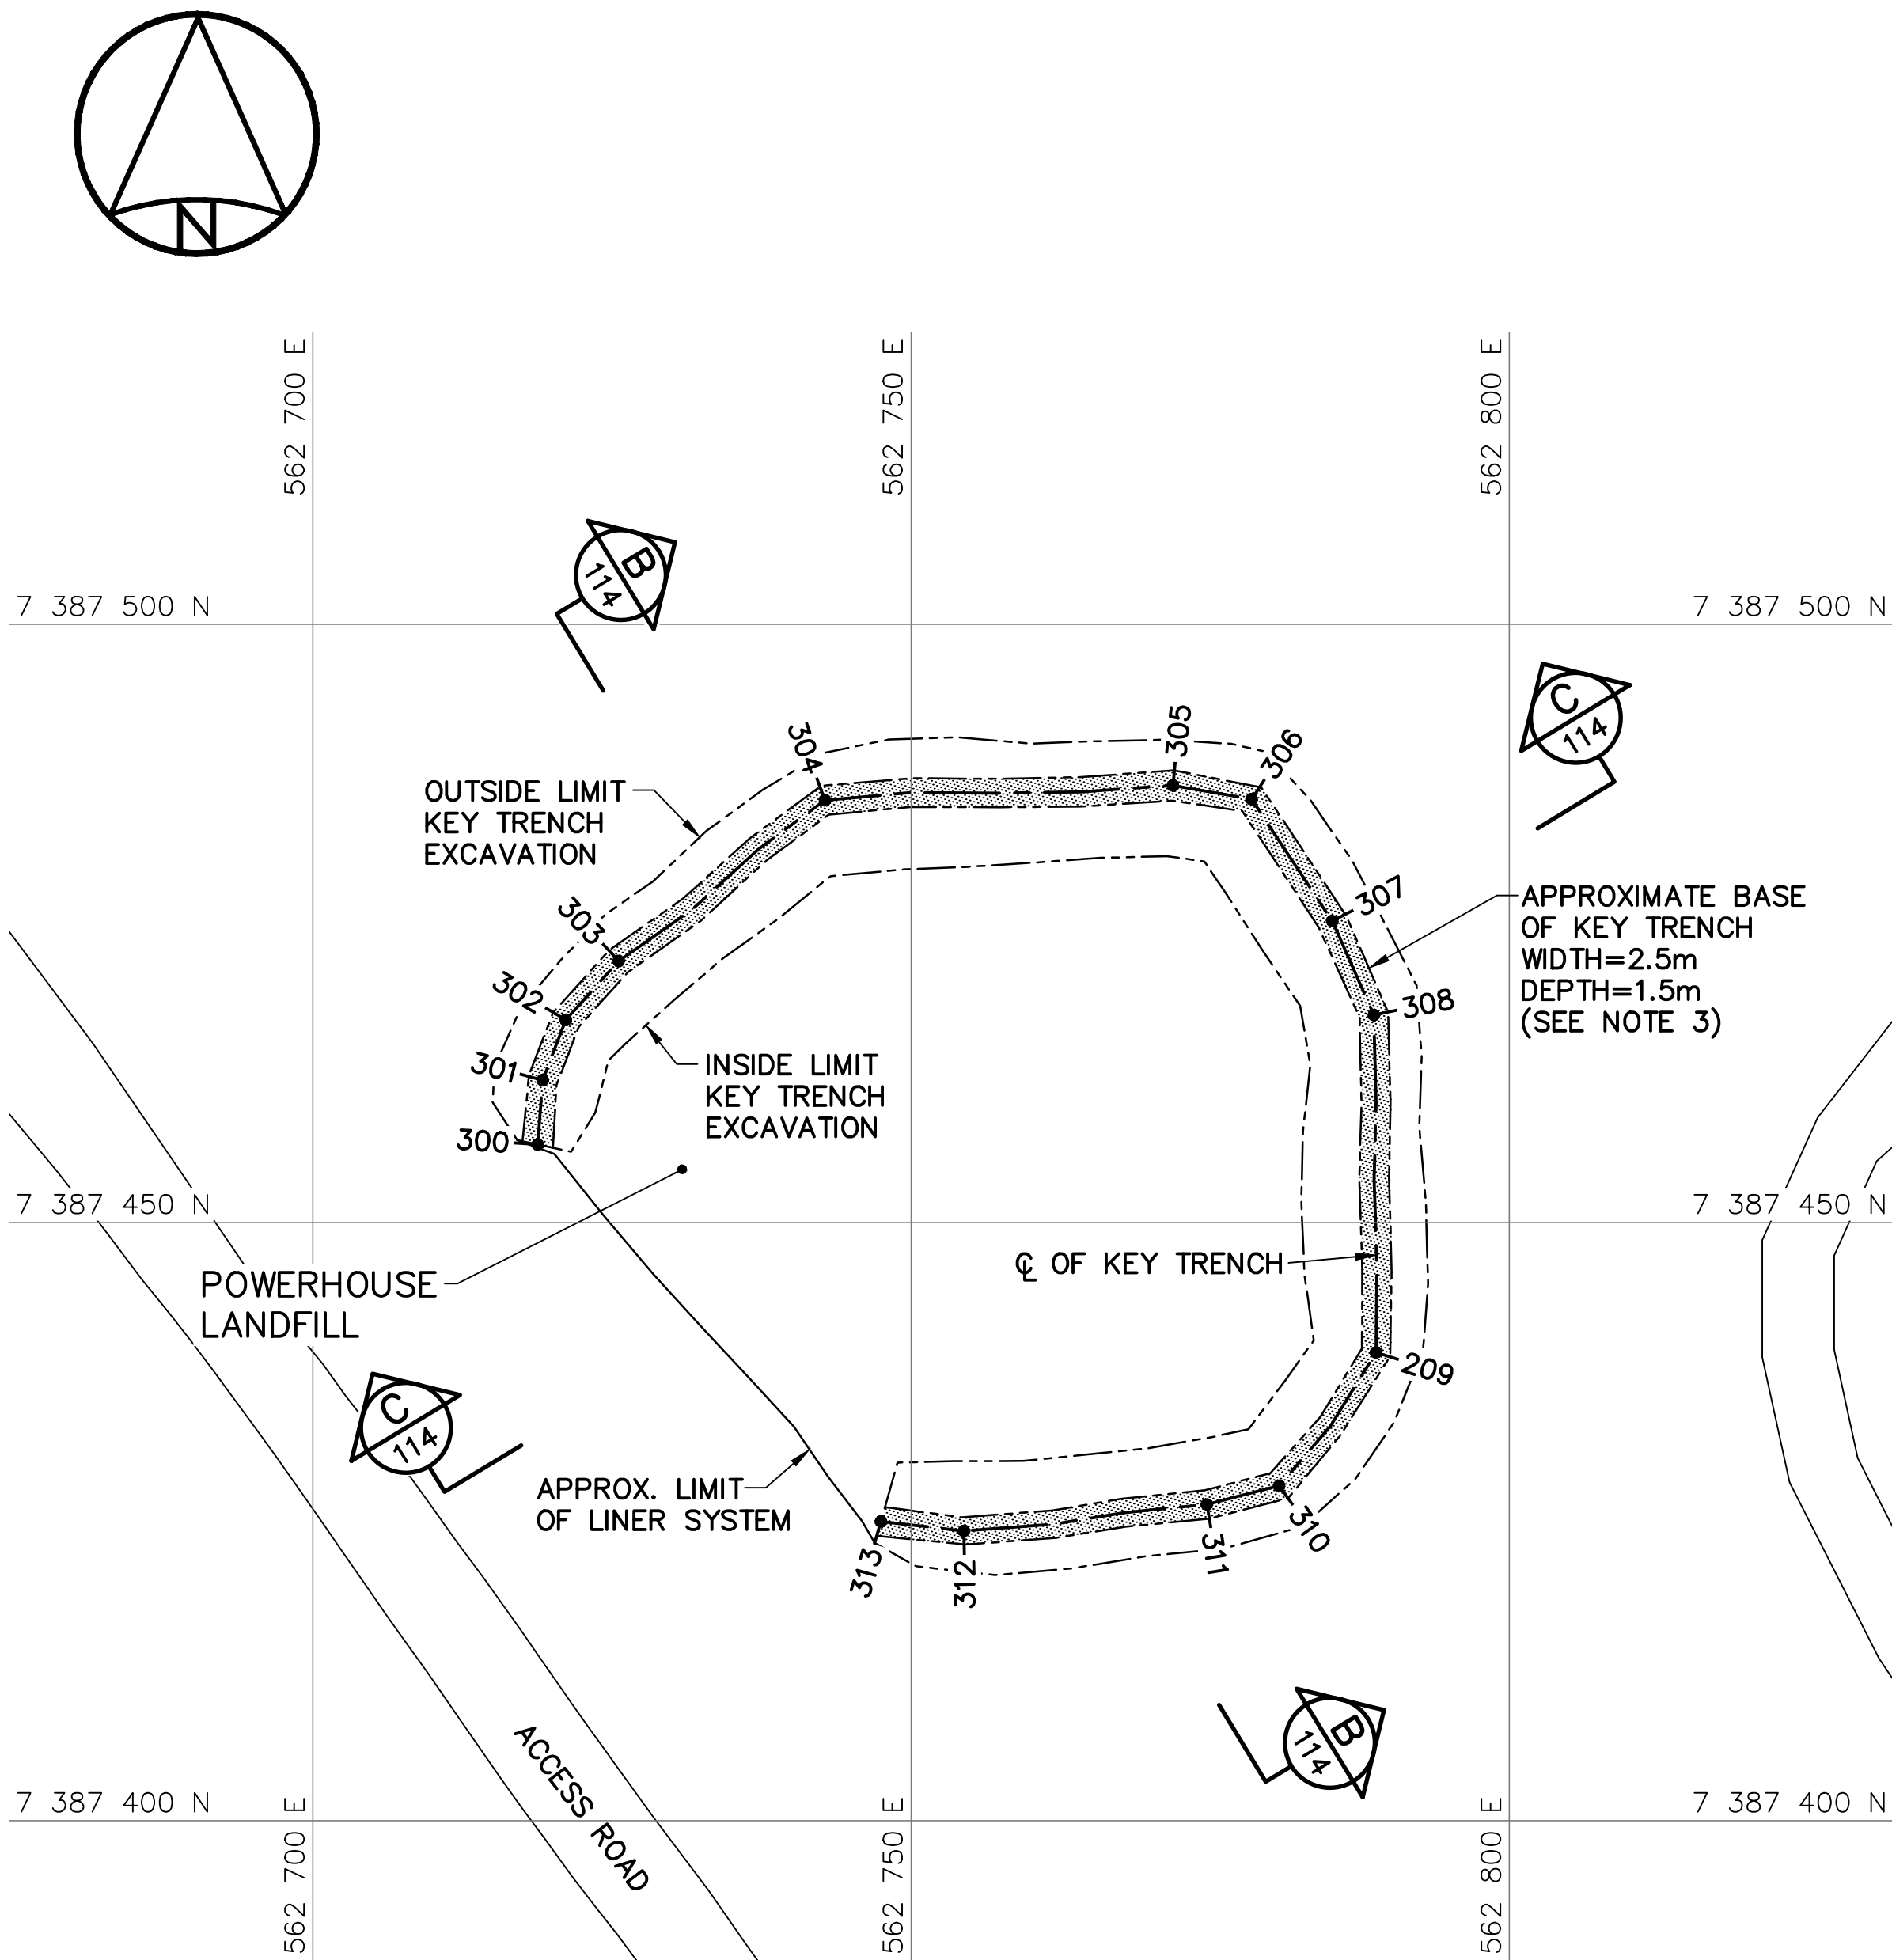 N
562 700 E
562 750 E
562 800 E
B
114
7 387 500 N
7 387 500 N
C
114
304
305
306
OUTSIDE LIMIT
KEY TRENCH
EXCAVATION
307
APPROXIMATE BASE
OF KEY TRENCH
WIDTH=2.5m
DEPTH=1.5m
(SEE NOTE 3)
303
302
308
301
INSIDE LIMIT
KEY TRENCH
EXCAVATION
300
7 387 450 N
7 387 450 N
℄ OF KEY TRENCH
POWERHOUSE
LANDFILL
209
C
114
APPROX. LIMIT
OF LINER SYSTEM
313
312
311
310
B
114
ACCESS ROAD
7 387 400 N
7 387 400 N
562 700 E
562 750 E
562 800 E